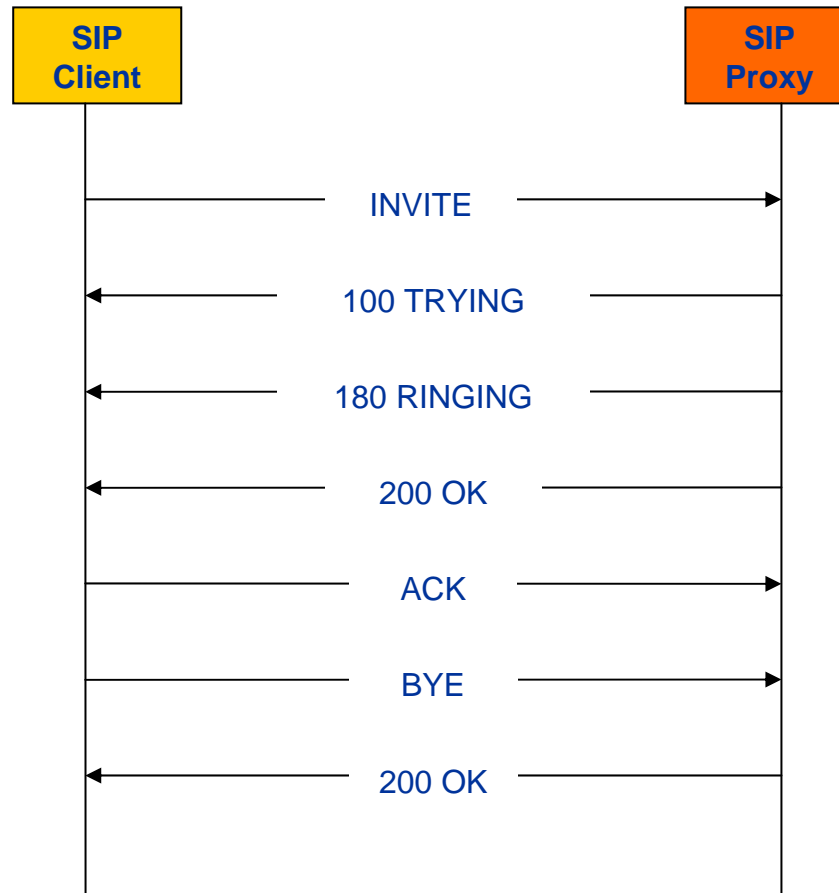 SIP
Client
SIP
Proxy
INVITE
100 TRYING
180 RINGING
200 OK
ACK
BYE
200 OK